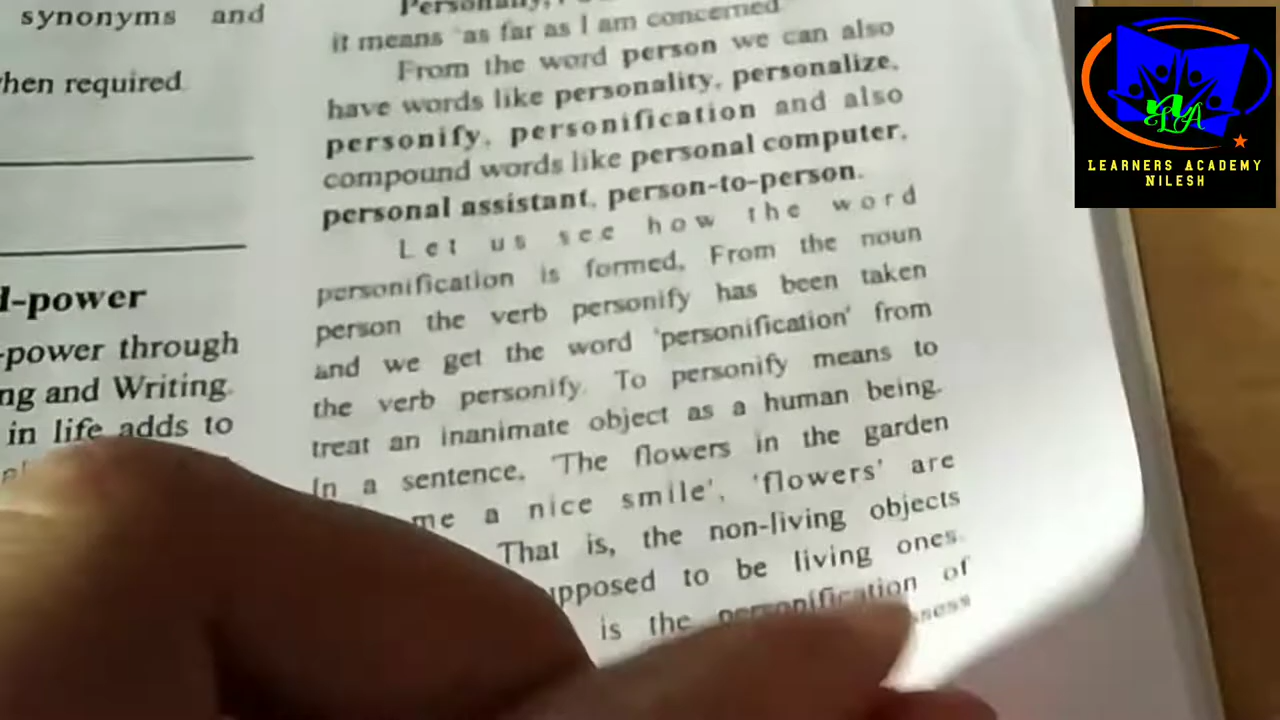 synonyms and
when required
d-power
-power through
ng and Writing.
in life adds to
it means 'as far as I am concerned'
From the word person we can also
have words like personality, personalize,
personify, personification and also
compound words like personal computer,
personal assistant, person-to-person.
Let us see how the word
personification is formed. From the noun
person the verb personify has been taken
and we get the word 'personification' from
the verb personify. To personify means to
treat an inanimate object as a human being.
In a sentence, 'The flowers in the garden
me a nice smile', 'flowers' are
That is, the non-living objects
upposed to be living ones.
is the personification of
LA
LEARNERS ACADEMY
NILESH